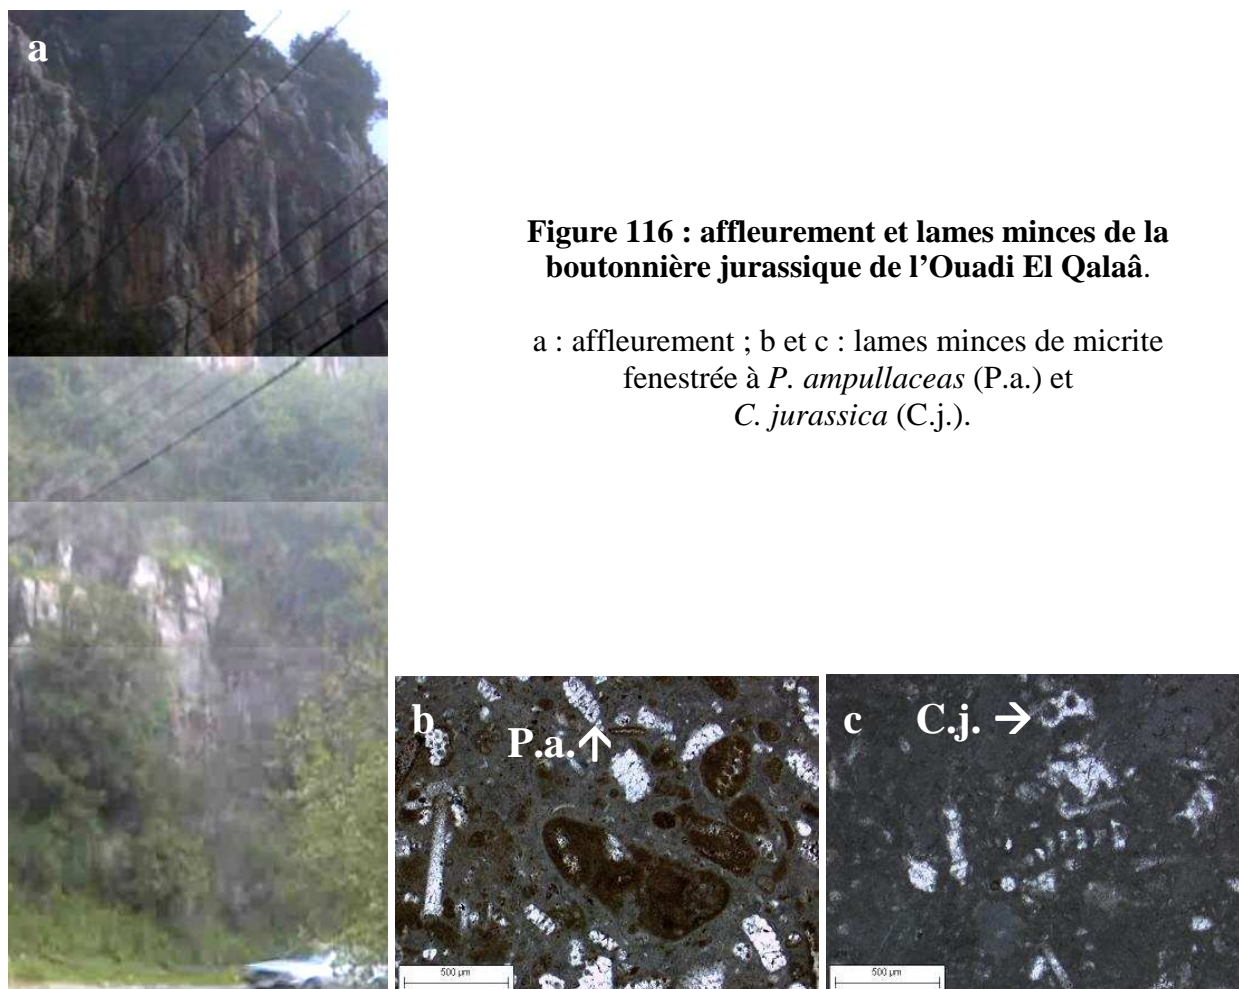 a
Figure 116 : affleurement et lames minces de la
boutonnière jurassique de l'Ouadi El Qalaâ.
a : affleurement ; b et c : lames minces de micrite
fenestrée à P. ampullaceas (P.a.) et
C. jurassica (C.j.).
b
P.a.↑
c
C.j. →
500 µm
500 µm